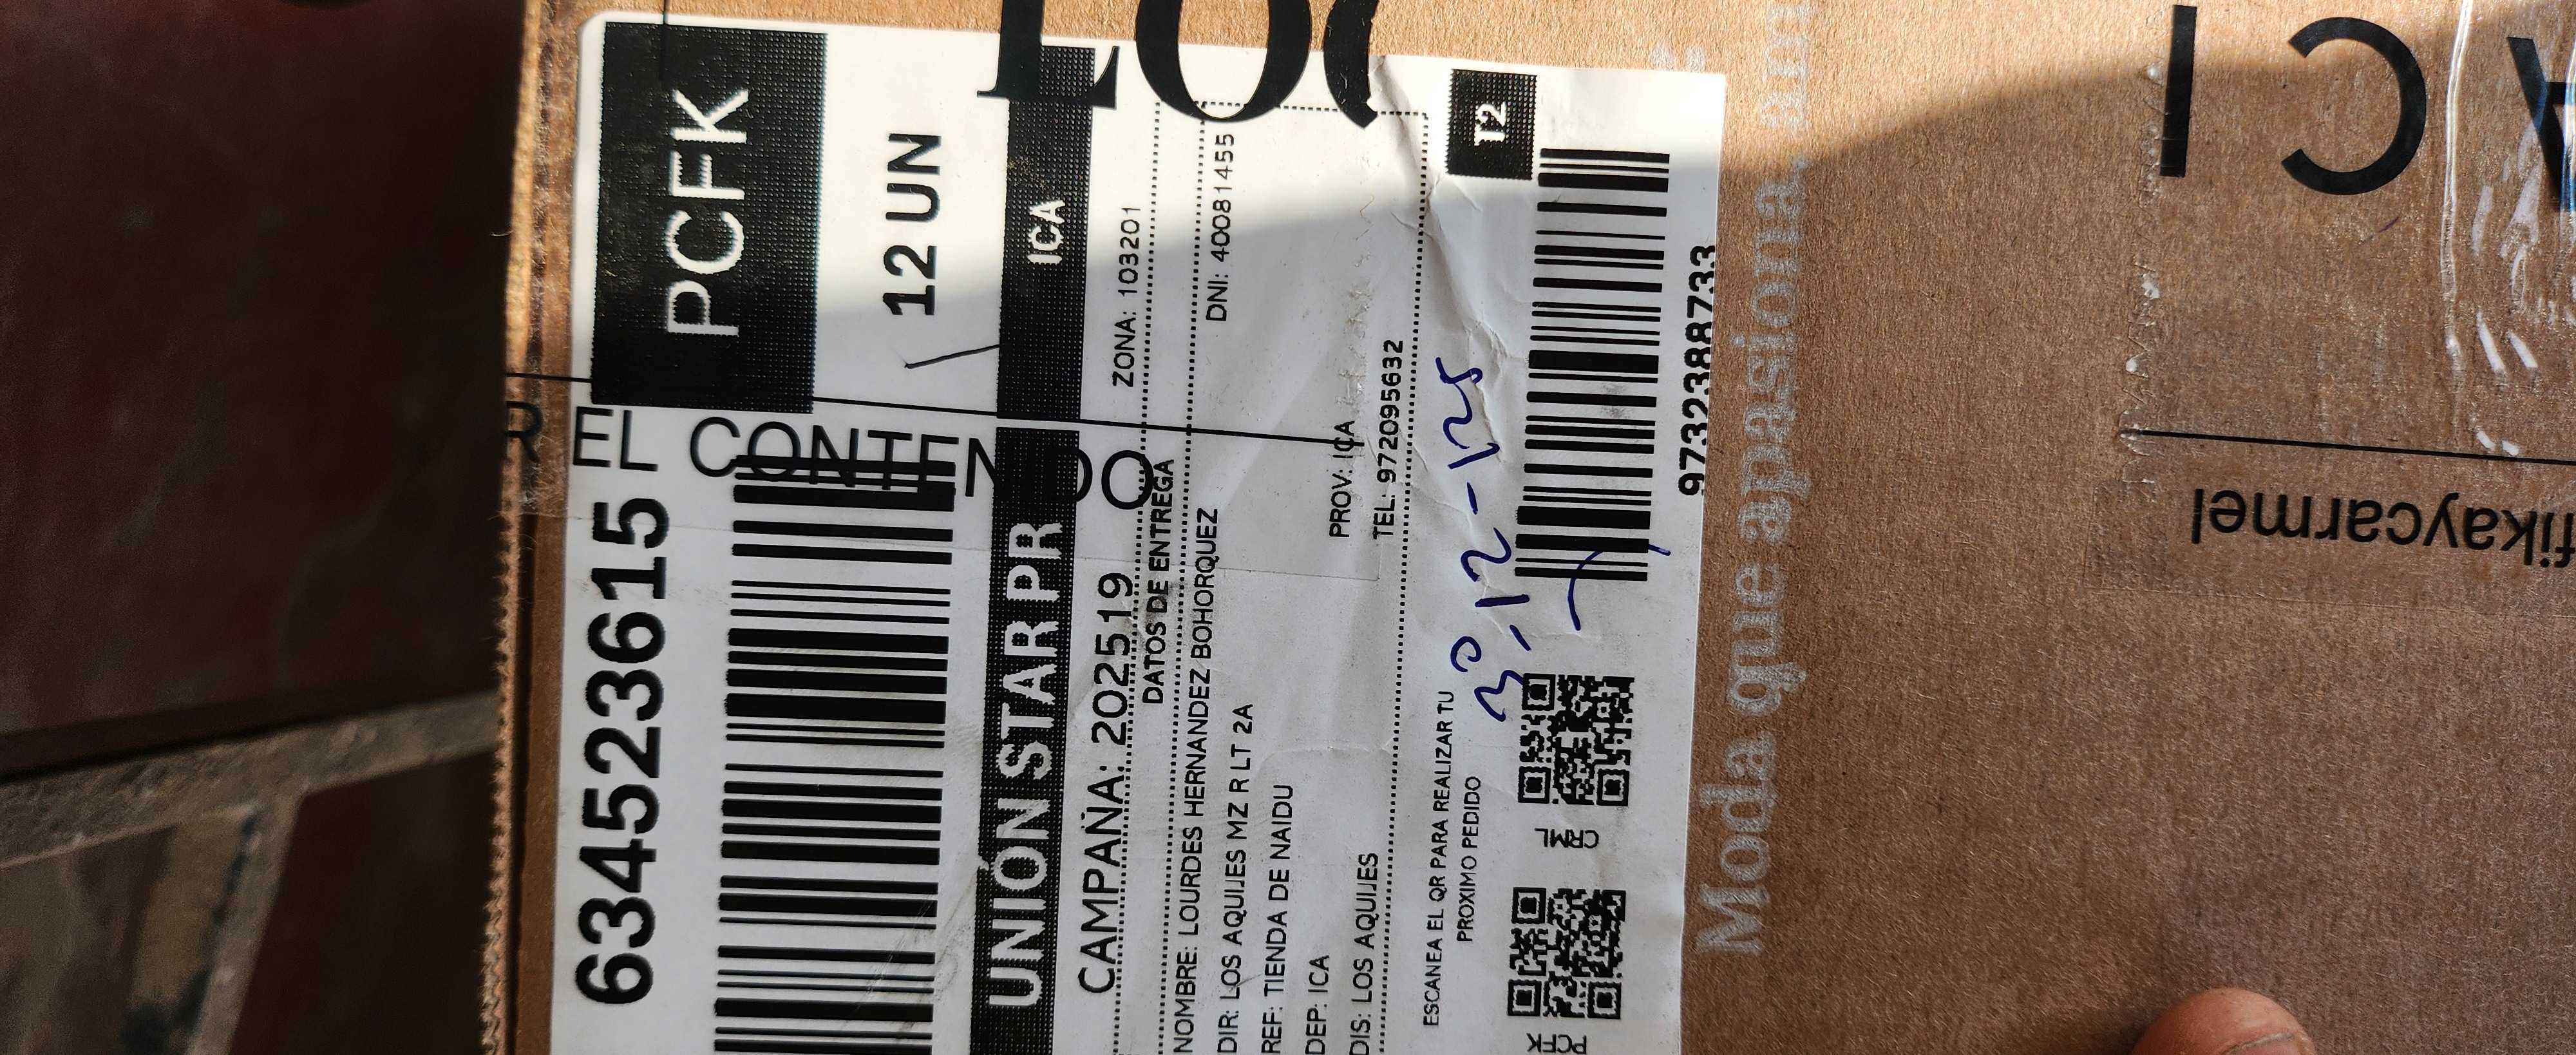 PCFK
634523615
12 UN
EL CONTENIDO
UNIÓN STAR PR
ICA
CAMPAÑA: 202519
ZONA: 103201
DATOS DE ENTREGA
NOMBRE: LOURDES HERNANDEZ BOHORQUEZ
DNI: 40081455
DIR: LOS AQUIJES MZ R LT 2A
REF: TIENDA DE NAIDU
DEP: ICA
PROV: ICA
DIS: LOS AQUIJES
TEL: 972095632
ESCANEA EL QR PARA REALIZAR TU
PROXIMO PEDIDO
T2
PCFK
CRML
9732388733
Moda que apasiona,
fikaycarmel